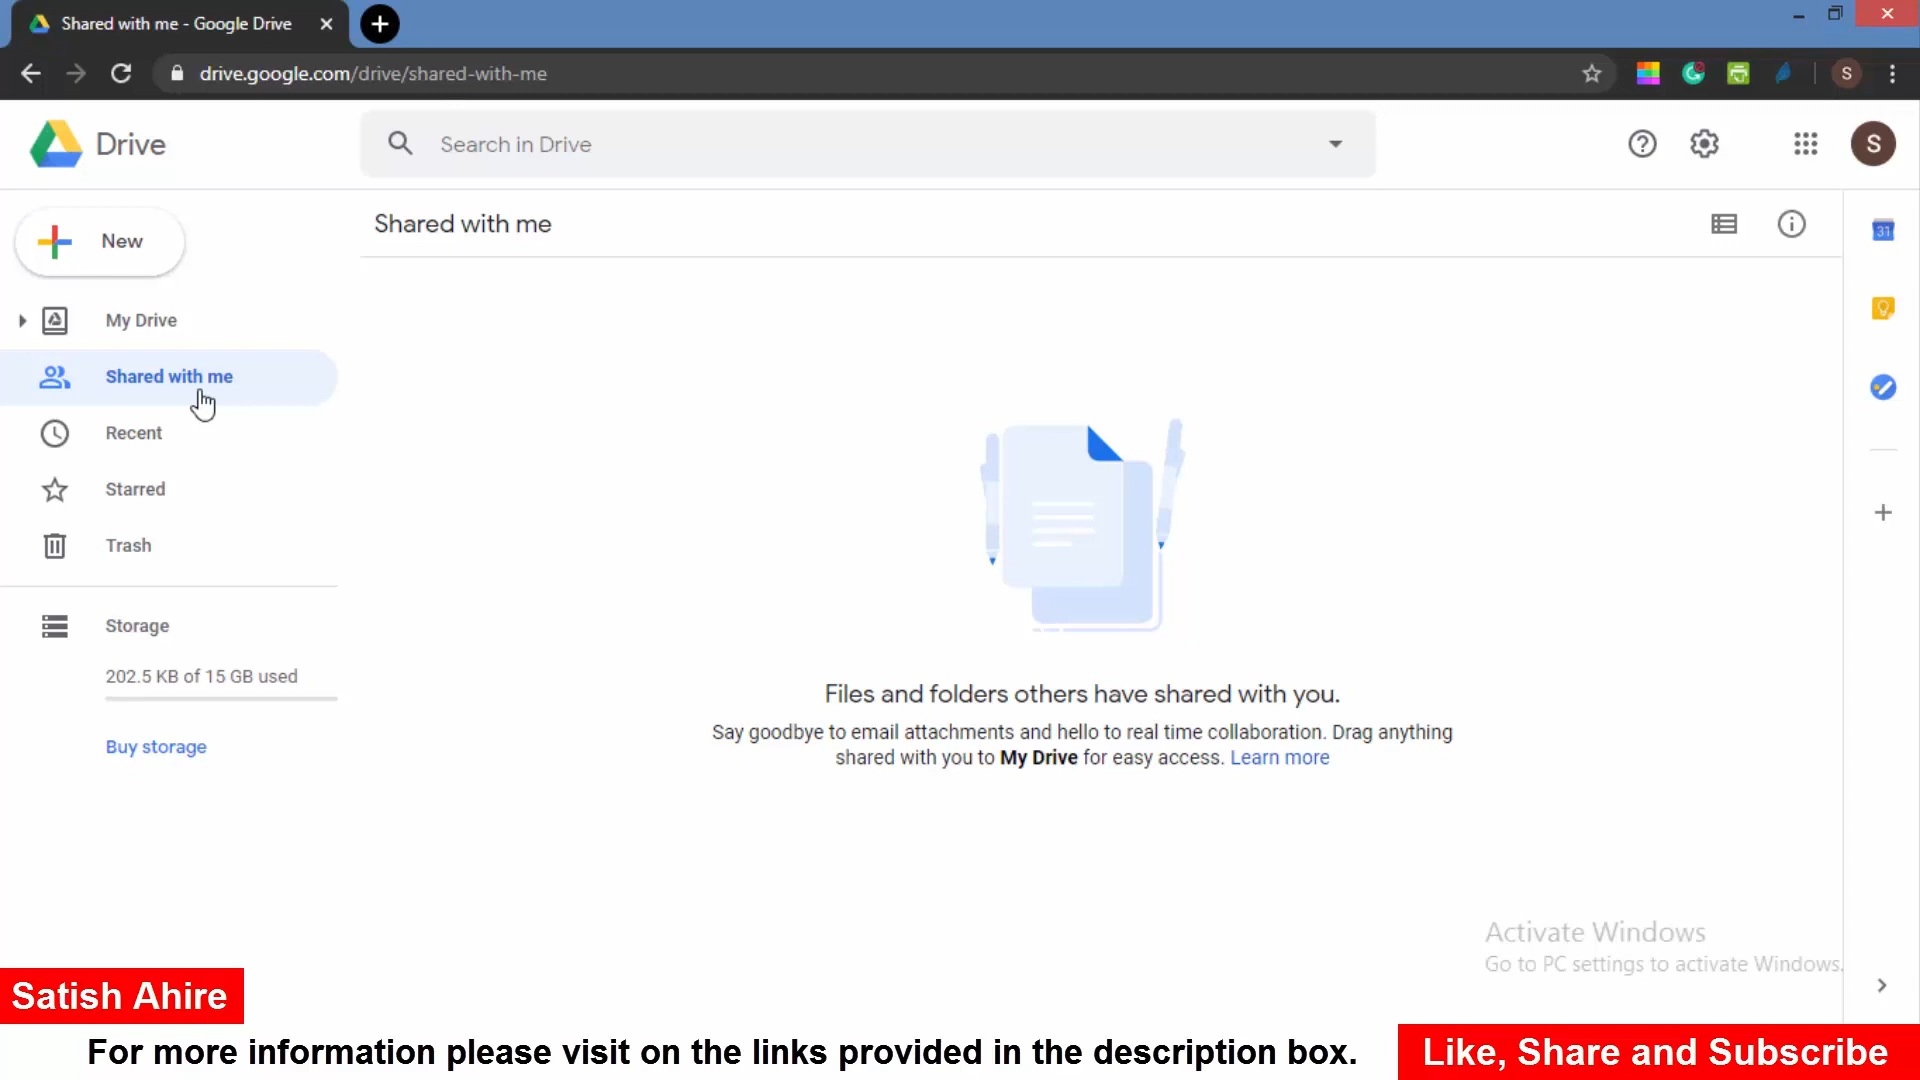 Shared with me - Google Drive
drive.google.com/drive/shared-with-me
S
Drive
Search in Drive
S
New
Shared with me
31
My Drive
Shared with me
Recent
Starred
Trash
Storage
202.5 KB of 15 GB used
Buy storage
Files and folders others have shared with you.
Say goodbye to email attachments and hello to real time collaboration. Drag anything
shared with you to My Drive for easy access. Learn more
Activate Windows
Go to PC settings to activate Windows.
Satish Ahire
For more information please visit on the links provided in the description box.
Like, Share and Subscribe